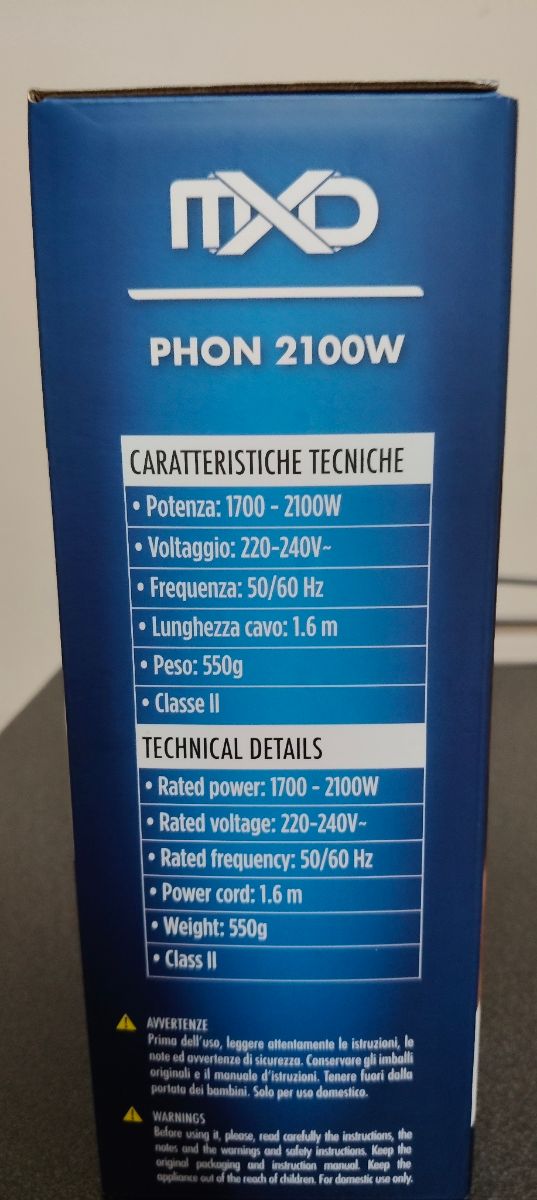 MXD
PHON 2100W
CARATTERISTICHE TECNICHE
• Potenza: 1700 - 2100W
• Voltaggio: 220-240V~
• Frequenza: 50/60 Hz
• Lunghezza cavo: 1.6 m
• Peso: 550g
• Classe II
TECHNICAL DETAILS
• Rated power: 1700 - 2100W
• Rated voltage: 220-240V~
• Rated frequency: 50/60 Hz
• Power cord: 1.6 m
• Weight: 550g
• Class II
AVVERTENZE
Prima dell'uso, leggere attentamente le istruzioni, le
note ed avvertenze di sicurezza. Conservare gli imballi
originali e il manuale d'istruzioni. Tenere fuori dalla
portata dei bambini. Solo per uso domestico.
WARNINGS
Before using it, please, read carefully the instructions, the
notes and the warnings and safety instructions. Keep the
original packaging and instruction manual. Keep the
appliance out of the reach of children. For domestic use only.